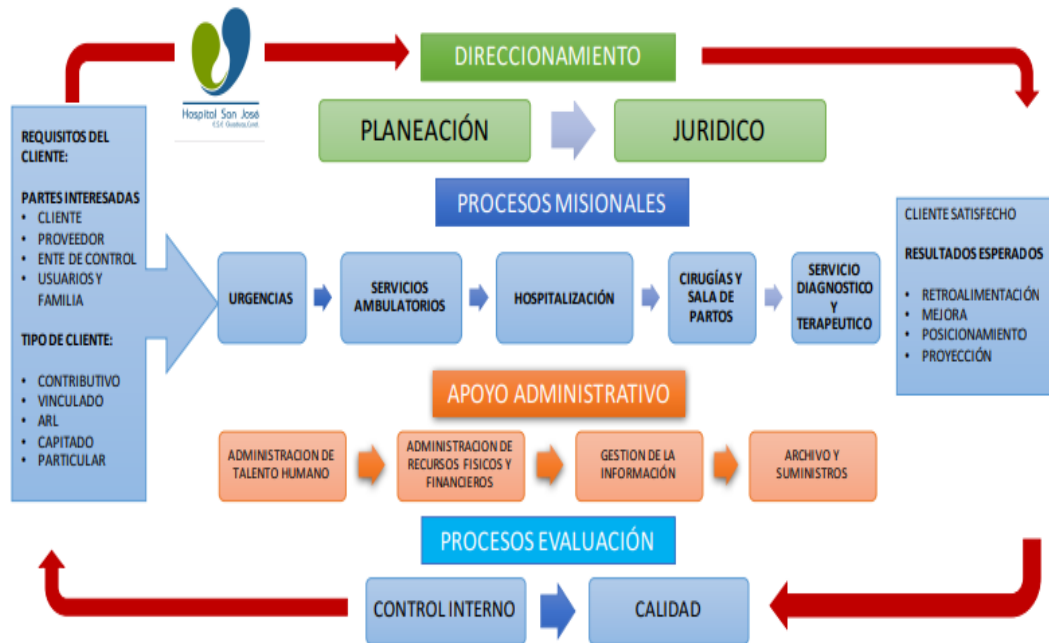 Hospital San José
E.S.E. Guaduas, Cund.
DIRECCIONAMIENTO
PLANEACIÓN
JURIDICO
REQUISITOS DEL
CLIENTE:
PARTES INTERESADAS
• CLIENTE
• PROVEEDOR
• ENTE DE CONTROL
• USUARIOS Y
FAMILIA
TIPO DE CLIENTE:
• CONTRIBUTIVO
• VINCULADO
• ARL
• CAPITADO
• PARTICULAR
PROCESOS MISIONALES
URGENCIAS
SERVICIOS
AMBULATORIOS
HOSPITALIZACIÓN
CIRUGÍAS Y
SALA DE
PARTOS
SERVICIO
DIAGNOSTICO
Y
TERAPEUTICO
CLIENTE SATISFECHO
RESULTADOS ESPERADOS
• RETROALIMENTACIÓN
• MEJORA
• POSICIONAMIENTO
• PROYECCIÓN
APOYO ADMINISTRATIVO
ADMINISTRACION DE
TALENTO HUMANO
ADMINISTRACION DE
RECURSOS FISICOS Y
FINANCIEROS
GESTION DE LA
INFORMACIÓN
ARCHIVO Y
SUMINISTROS
PROCESOS EVALUACIÓN
CONTROL INTERNO
CALIDAD